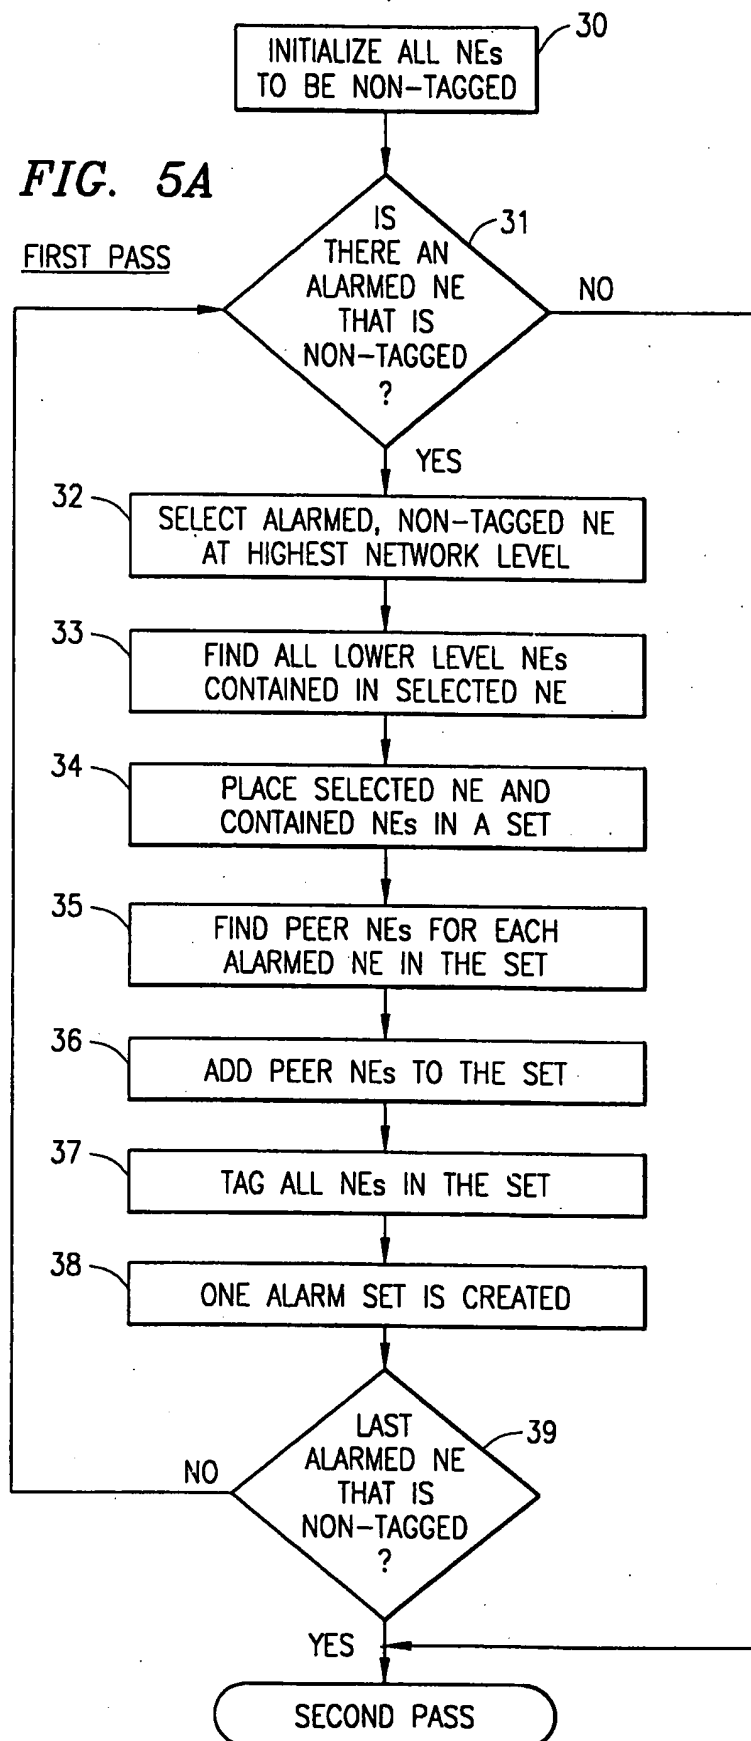 30
INITIALIZE ALL NEs
TO BE NON-TAGGED
FIG. 5A
FIRST PASS
31
IS
THERE AN
ALARMED NE
THAT IS
NON-TAGGED
?
NO
YES
32
SELECT ALARMED, NON-TAGGED NE
AT HIGHEST NETWORK LEVEL
33
FIND ALL LOWER LEVEL NEs
CONTAINED IN SELECTED NE
34
PLACE SELECTED NE AND
CONTAINED NEs IN A SET
35
FIND PEER NEs FOR EACH
ALARMED NE IN THE SET
36
ADD PEER NEs TO THE SET
37
TAG ALL NEs IN THE SET
38
ONE ALARM SET IS CREATED
39
LAST
ALARMED NE
THAT IS
NON-TAGGED
?
NO
YES
SECOND PASS